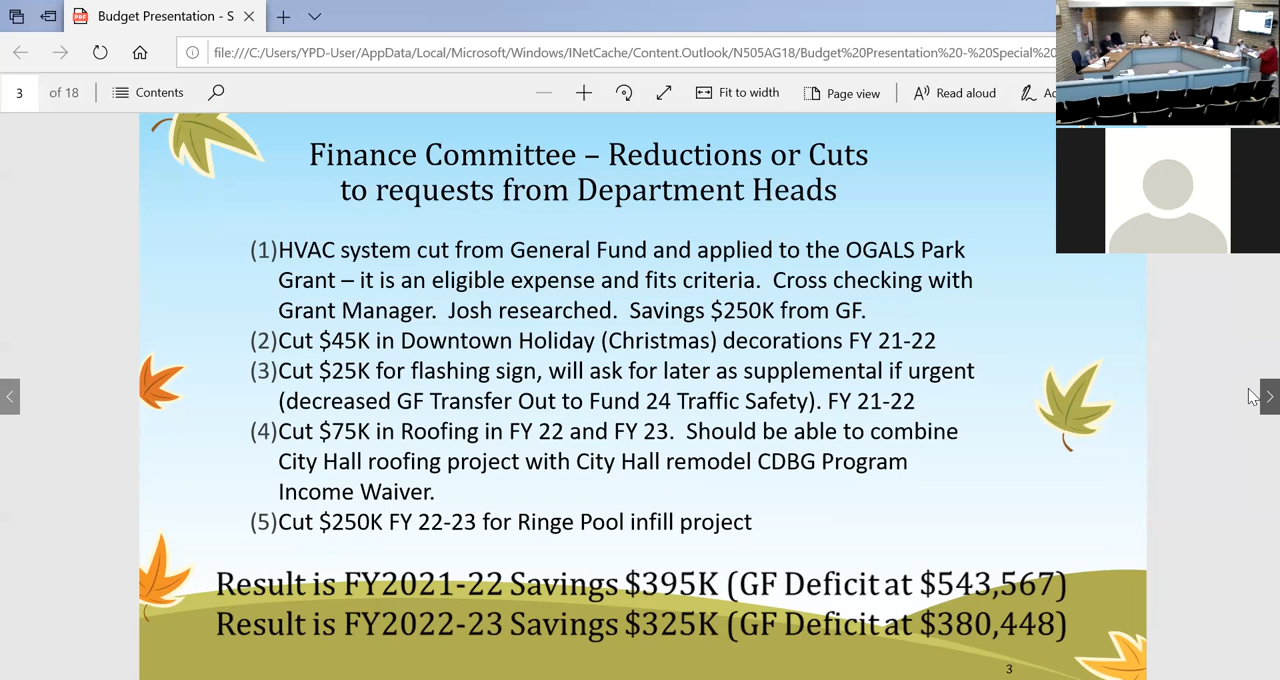 Budget Presentation - S
file:///C:/Users/YPD-User/AppData/Local/Microsoft/Windows/INetCache/Content.Outlook/N505AG18/Budget%20Presentation%20-%20Special%20
3 of 18 Contents Fit to width Page view Read aloud
Finance Committee – Reductions or Cuts
to requests from Department Heads
(1)HVAC system cut from General Fund and applied to the OGALS Park
Grant – it is an eligible expense and fits criteria. Cross checking with
Grant Manager. Josh researched. Savings $250K from GF.
(2)Cut $45K in Downtown Holiday (Christmas) decorations FY 21-22
(3)Cut $25K for flashing sign, will ask for later as supplemental if urgent
(decreased GF Transfer Out to Fund 24 Traffic Safety). FY 21-22
(4)Cut $75K in Roofing in FY 22 and FY 23. Should be able to combine
City Hall roofing project with City Hall remodel CDBG Program
Income Waiver.
(5)Cut $250K FY 22-23 for Ringe Pool infill project
Result is FY2021-22 Savings $395K (GF Deficit at $543,567)
Result is FY2022-23 Savings $325K (GF Deficit at $380,448)
3